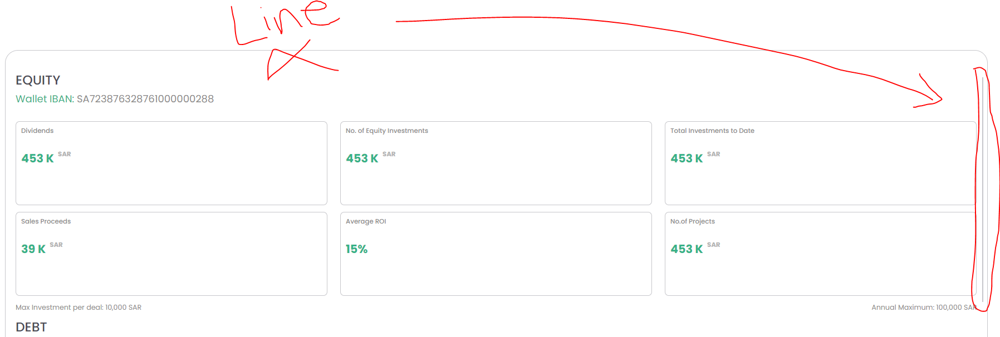 Line
EQUITY
Wallet IBAN: SA723876328761000000288
Dividends
453 K SAR
No. of Equity Investments
453 K SAR
Total Investments to Date
453 K SAR
Sales Proceeds
39 K SAR
Average ROI
15%
No.of Projects
453 K SAR
Max Investment per deal: 10,000 SAR
Annual Maximum: 100,000 SAR
DEBT